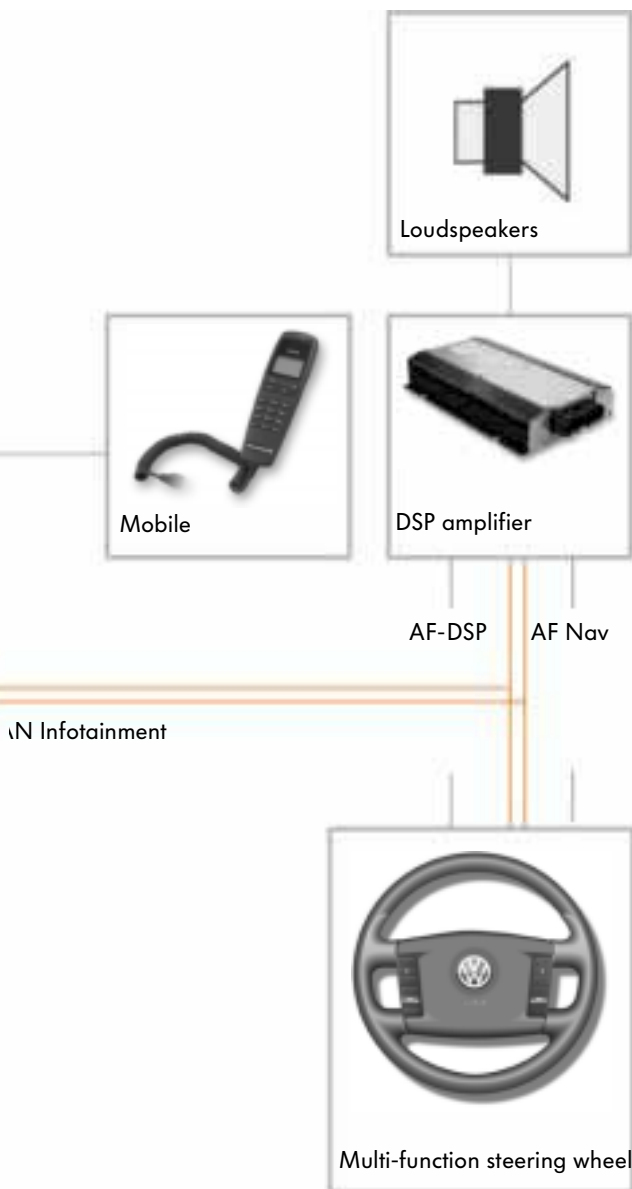 Loudspeakers
Mobile
DSP amplifier
AF-DSP
AF Nav
N Infotainment
Multi-function steering wheel